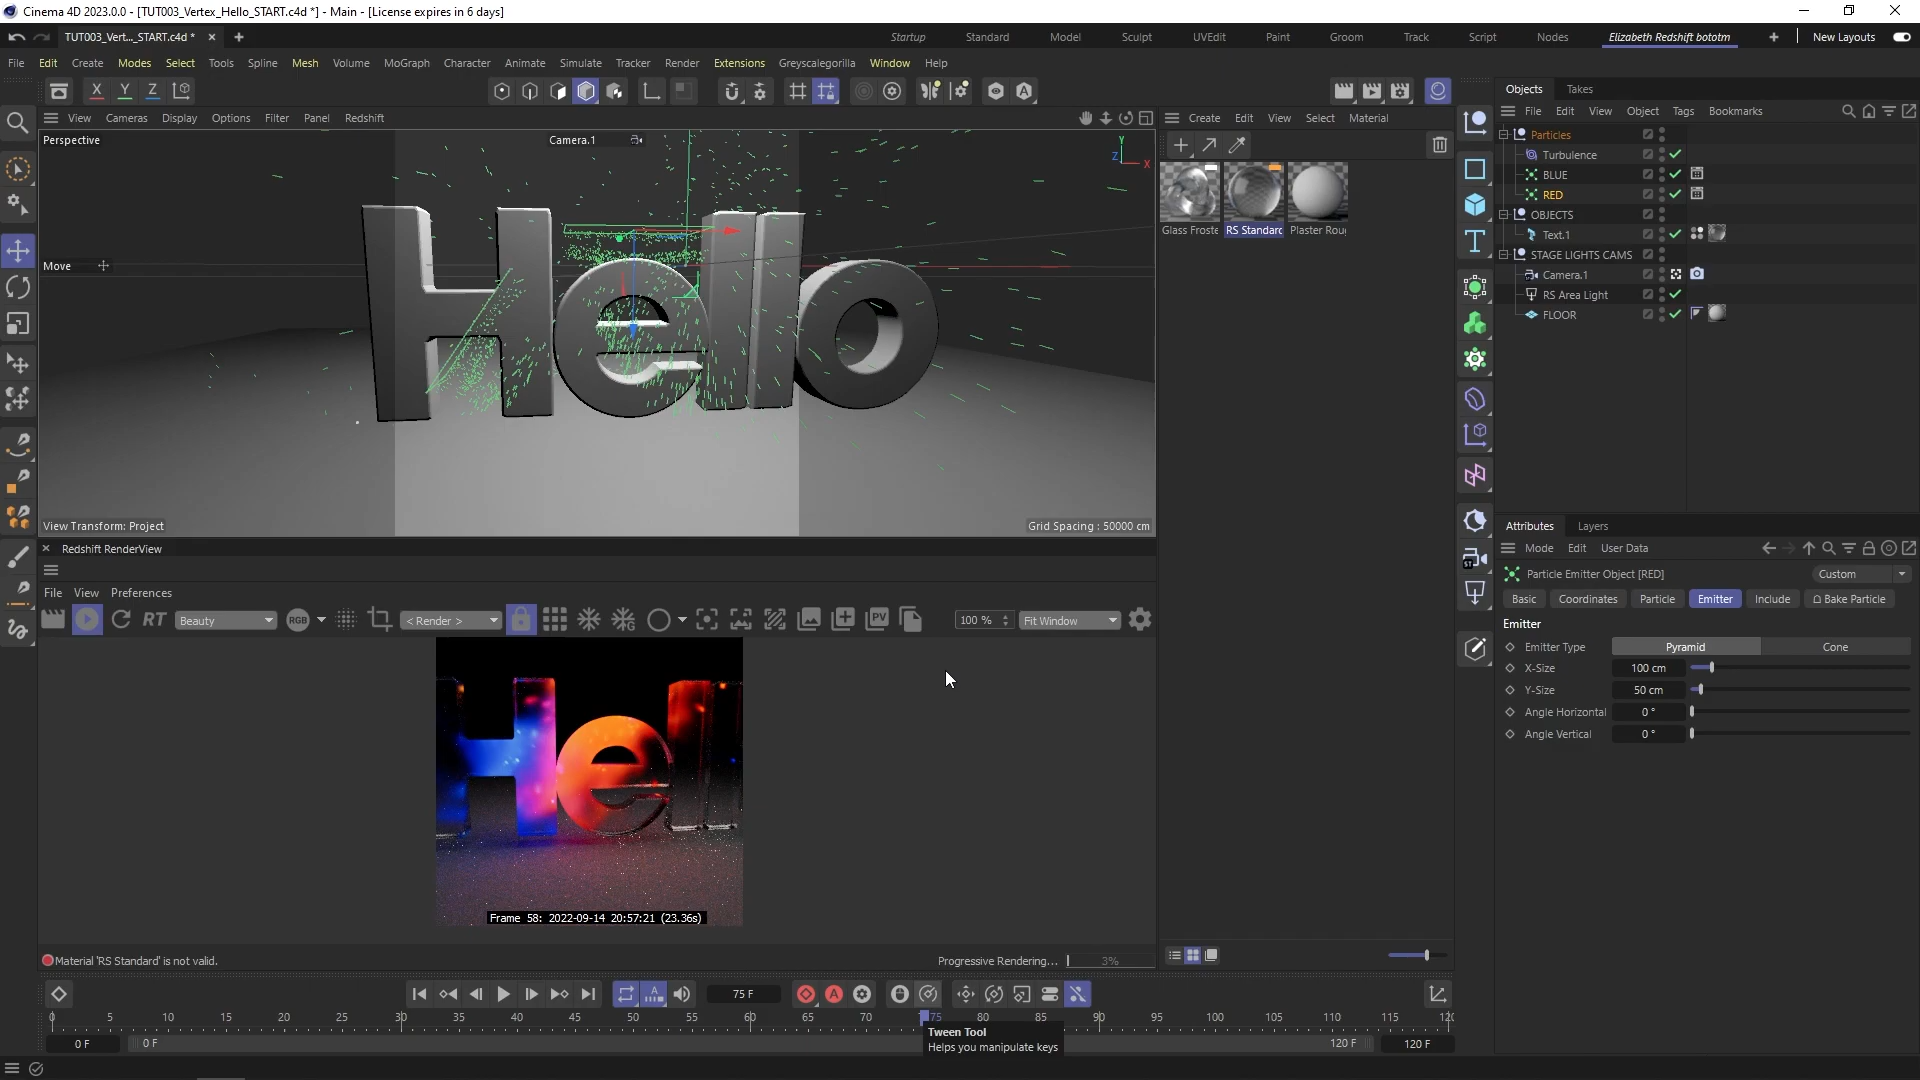 Cinema 4D 2023.0.0 - [TUT003_Vertex_Hello_START.c4d *] - Main - [License expires in 6 days]
TUT003_Vert..._START.c4d *
Startup Standard Model Sculpt UVEdit Paint Groom Track Script Nodes Elizabeth Redshift bototm New Layouts
File Edit Create Modes Select Tools Spline Mesh Volume MoGraph Character Animate Simulate Tracker Render Extensions Greyscalegorilla Window Help
X Y Z
View Cameras Display Options Filter Panel Redshift
Perspective
Camera.1
Y
Z
X
Move
Hello
View Transform: Project
Grid Spacing : 50000 cm
Create Edit View Select Material
Glass Froste RS Standard Plaster Roug
Objects Takes
File Edit View Object Tags Bookmarks
Particles
Turbulence
BLUE
RED
OBJECTS
Text.1
STAGE LIGHTS CAMS
Camera.1
RS Area Light
FLOOR
Attributes Layers
Mode Edit User Data
Particle Emitter Object [RED]
Custom
Basic Coordinates Particle Emitter Include Bake Particle
Emitter
Emitter Type Pyramid Cone
X-Size 100 cm
Y-Size 50 cm
Angle Horizontal 0 °
Angle Vertical 0 °
Redshift RenderView
File View Preferences
RT Beauty RGB < Render > PV 100 % Fit Window
Hell
Frame 58: 2022-09-14 20:57:21 (23.36s)
Material 'RS Standard' is not valid.
Progressive Rendering... 3%
75 F
0 5 10 15 20 25 30 35 40 45 50 55 60 65 70 75 80 85 90 95 100 105 110 115 120
Tween Tool
Helps you manipulate keys
0 F 0 F 120 F 120 F